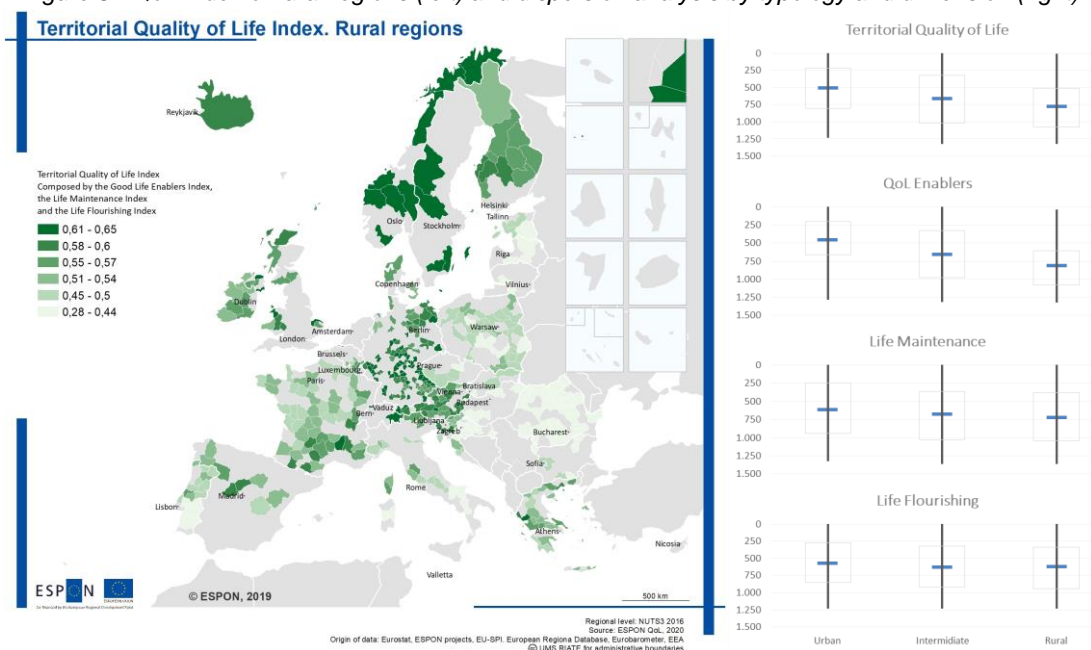 Territorial Quality of Life Index. Rural regions
Reykjavik
Territorial Quality of Life Index
Composed by the Good Life Enablers Index,
the Life Maintenance Index
and the Life Flourishing Index
0,61 - 0,65
0,58 - 0,6
0,55 - 0,57
0,51 - 0,54
0,45 - 0,5
0,28 - 0,44
Helsinki
Oslo
Tallinn
Stockholm
Riga
Copenhagen
Vilnius
Dublin
Amsterdam
Berlin
Warsaw
London
Brussels
Prague
Luxembourg
Paris
Vienna
Bratislava
Budapest
Vaduz
Bern
Ljubljana
Zagreb
Bucharest
Sofia
Madrid
Rome
Lisbon
Athens
Nicosia
Valletta
ESPON
© ESPON, 2019
500 km
Regional level: NUTS3 2016
Source: ESPON QoL, 2020
Origin of data: Eurostat, ESPON projects, EU-SPI. European Regiona Database, Eurobarometer, EEA
© UMS RIATE for administrative boundaries
Territorial Quality of Life
0
250
500
750
1.000
1.250
1.500
QoL Enablers
0
250
500
750
1.000
1.250
1.500
Life Maintenance
0
250
500
750
1.000
1.250
1.500
Life Flourishing
0
250
500
750
1.000
1.250
1.500
Urban Intermidiate Rural